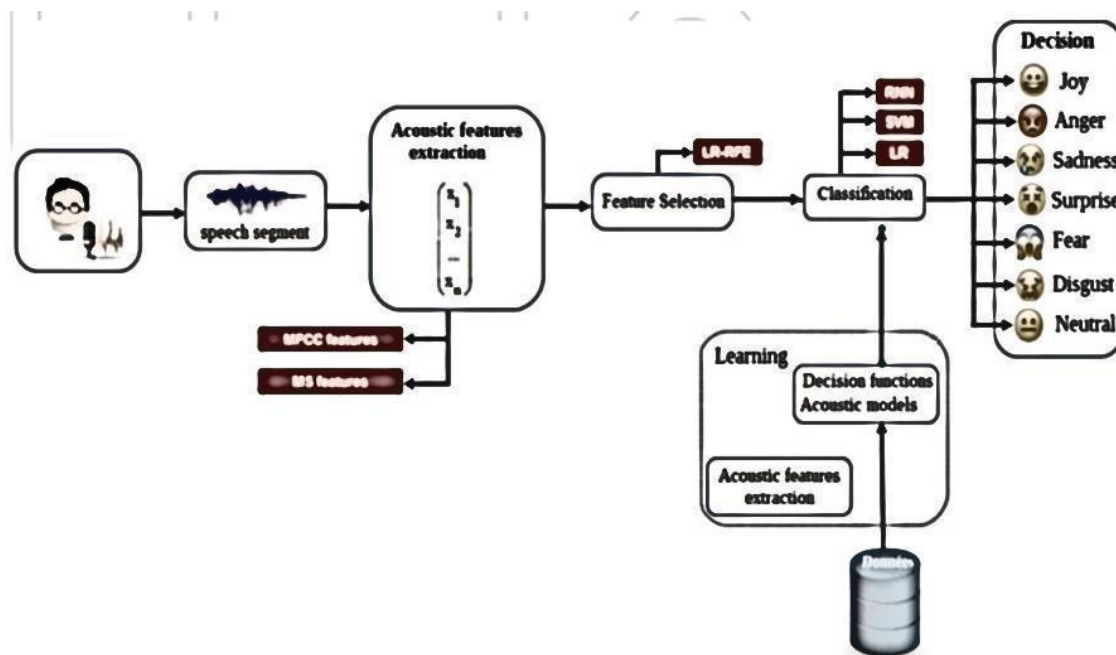 Decision
Joy
Anger
Sadness
Surprise
Fear
Disgust
Neutral
RNN
SVM
LR
Acoustic features
extraction
x1
x2
...
xn
LR-RFE
speech segment
Feature Selection
Classification
MFCC features
MS features
Learning
Decision functions
Acoustic models
Acoustic features
extraction
Données